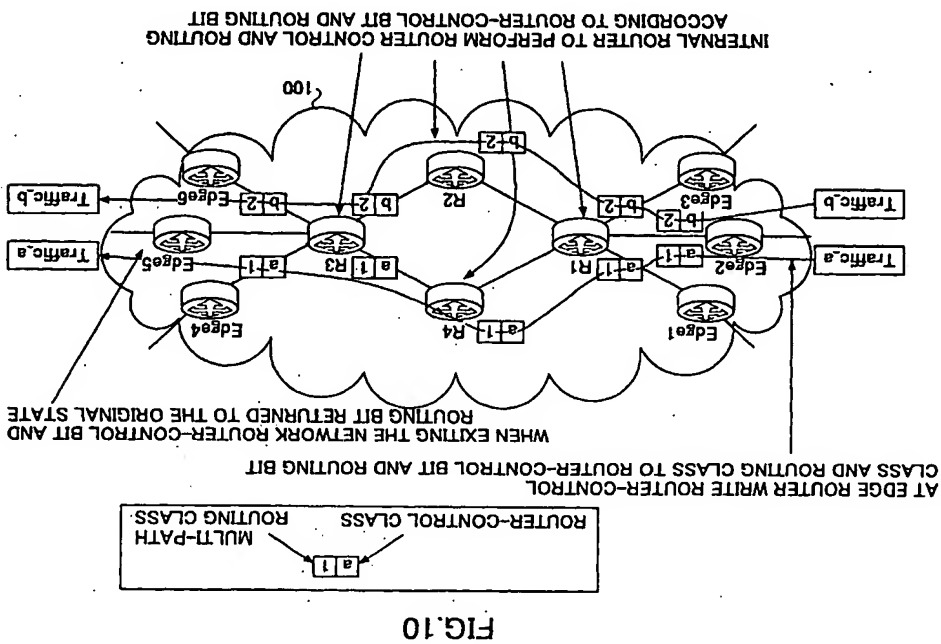 FIG.10
a 1
ROUTER-CONTROL CLASS
MULTI-PATH
ROUTING CLASS
AT EDGE ROUTER WRITE ROUTER-CONTROL
CLASS AND ROUTING CLASS TO ROUTER-CONTROL BIT AND ROUTING BIT
WHEN EXITING THE NETWORK ROUTER-CONTROL BIT AND
ROUTING BIT RETURNED TO THE ORIGINAL STATE
Edge1
a 1
R4
Edge4
Traffic_a
Edge2
a 1
a 1
R1
a 1
R3
a 1
Edge5
Traffic_a
Traffic_b
b 2
b 2
Edge3
R2
b 2
b 2
b 2
Edge6
Traffic_b
100
INTERNAL ROUTER TO PERFORM ROUTER CONTROL AND ROUTING
ACCORDING TO ROUTER-CONTROL BIT AND ROUTING BIT